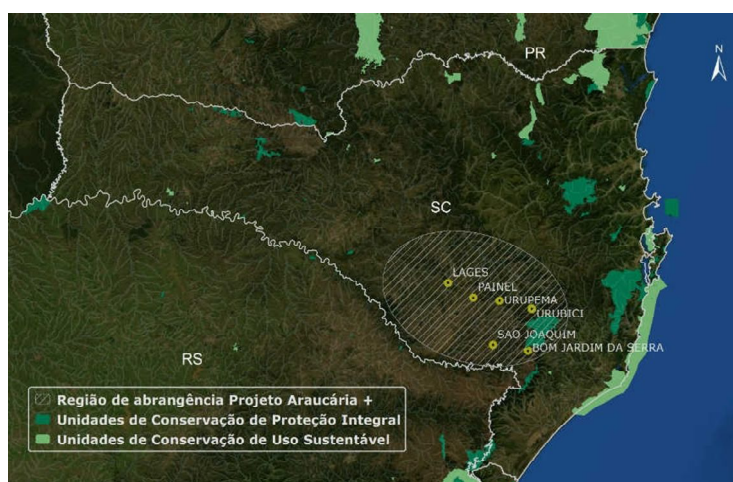 PR
N
SC
LAGES
PAINEL
URUPEMA
URUBICI
SAO JOAQUIM
BOM JARDIM DA SERRA
RS
Região de abrangência Projeto Araucária +
Unidades de Conservação de Proteção Integral
Unidades de Conservação de Uso Sustentável